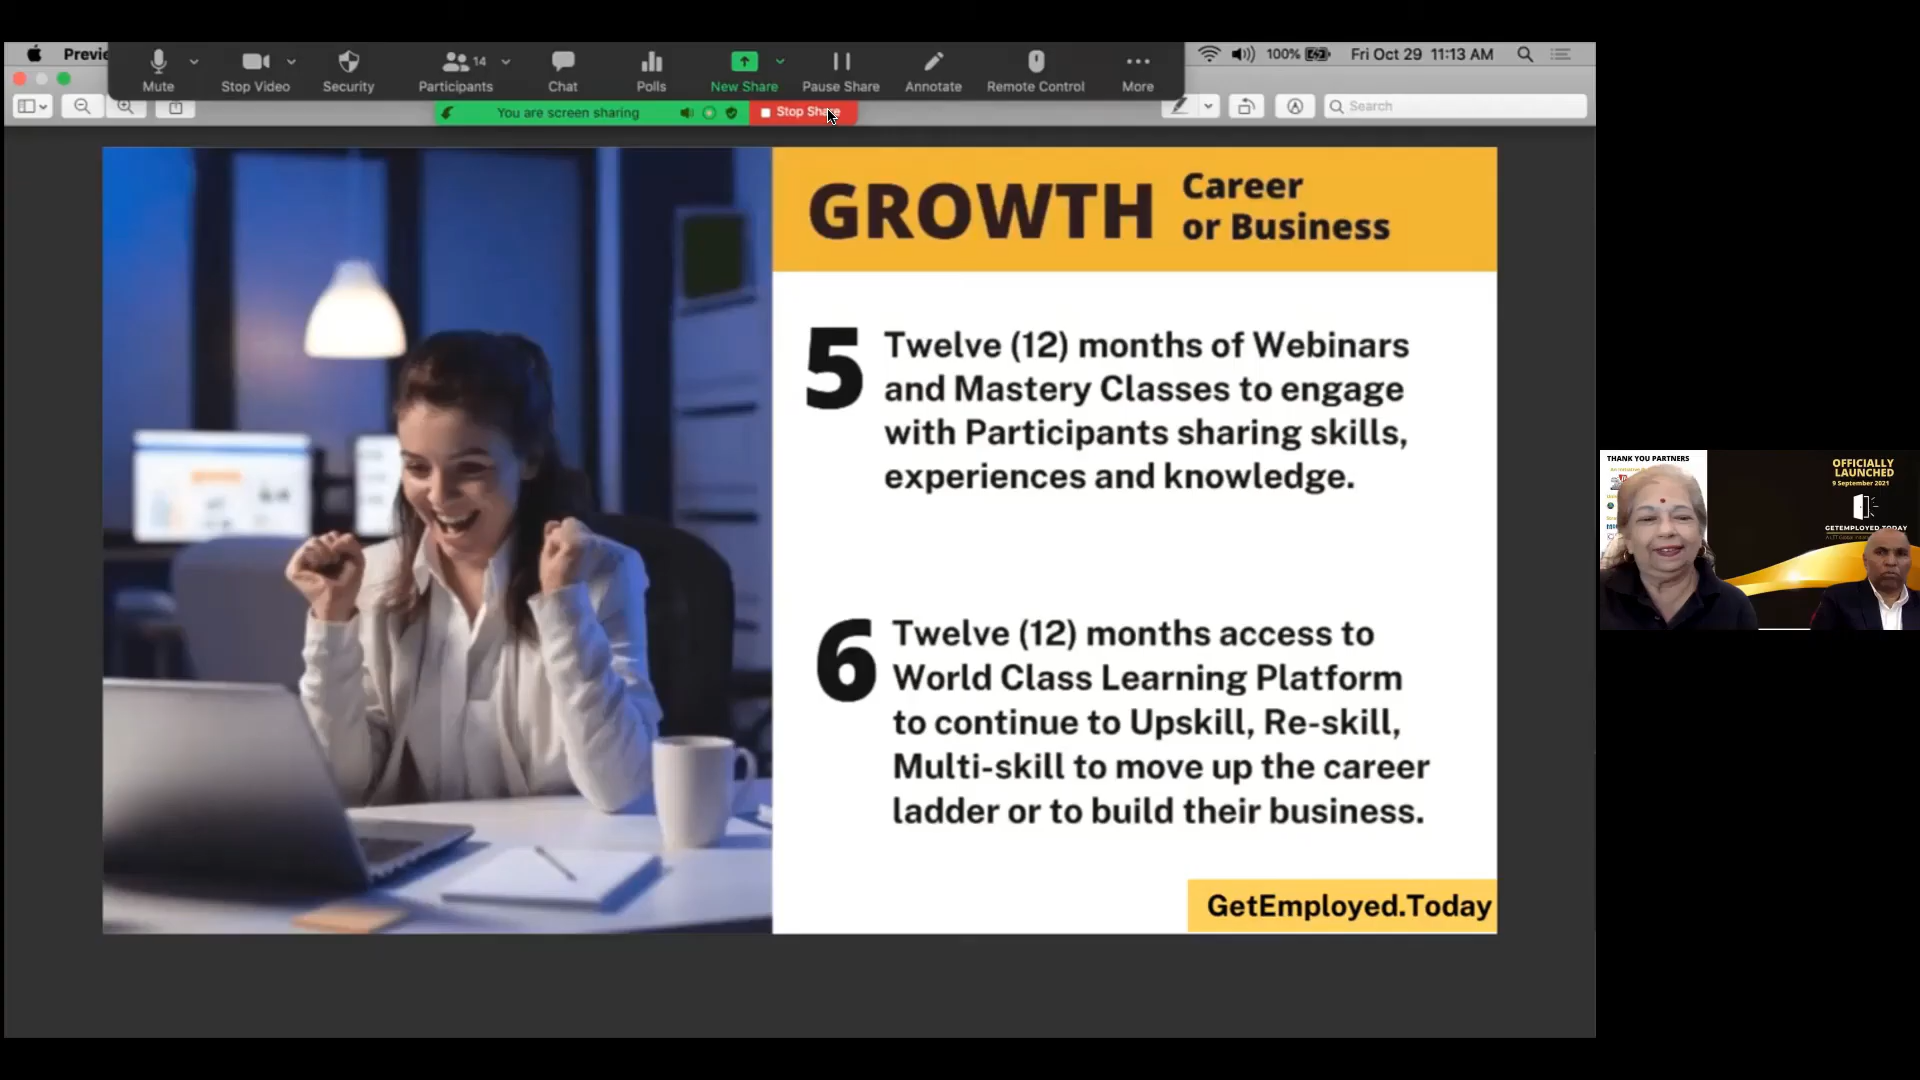 Previe
Mute
Stop Video
Security
14
Participants
Chat
Polls
New Share
Pause Share
Annotate
Remote Control
More
100%
Fri Oct 29 11:13 AM
You are screen sharing
Stop Share
Search
GROWTH
Career
or Business
5
Twelve (12) months of Webinars
and Mastery Classes to engage
with Participants sharing skills,
experiences and knowledge.
6
Twelve (12) months access to
World Class Learning Platform
to continue to Upskill, Re-skill,
Multi-skill to move up the career
ladder or to build their business.
GetEmployed.Today
THANK YOU PARTNERS
OFFICIALLY
LAUNCHED
9 September 2021
GETEMPLOYED.TODAY